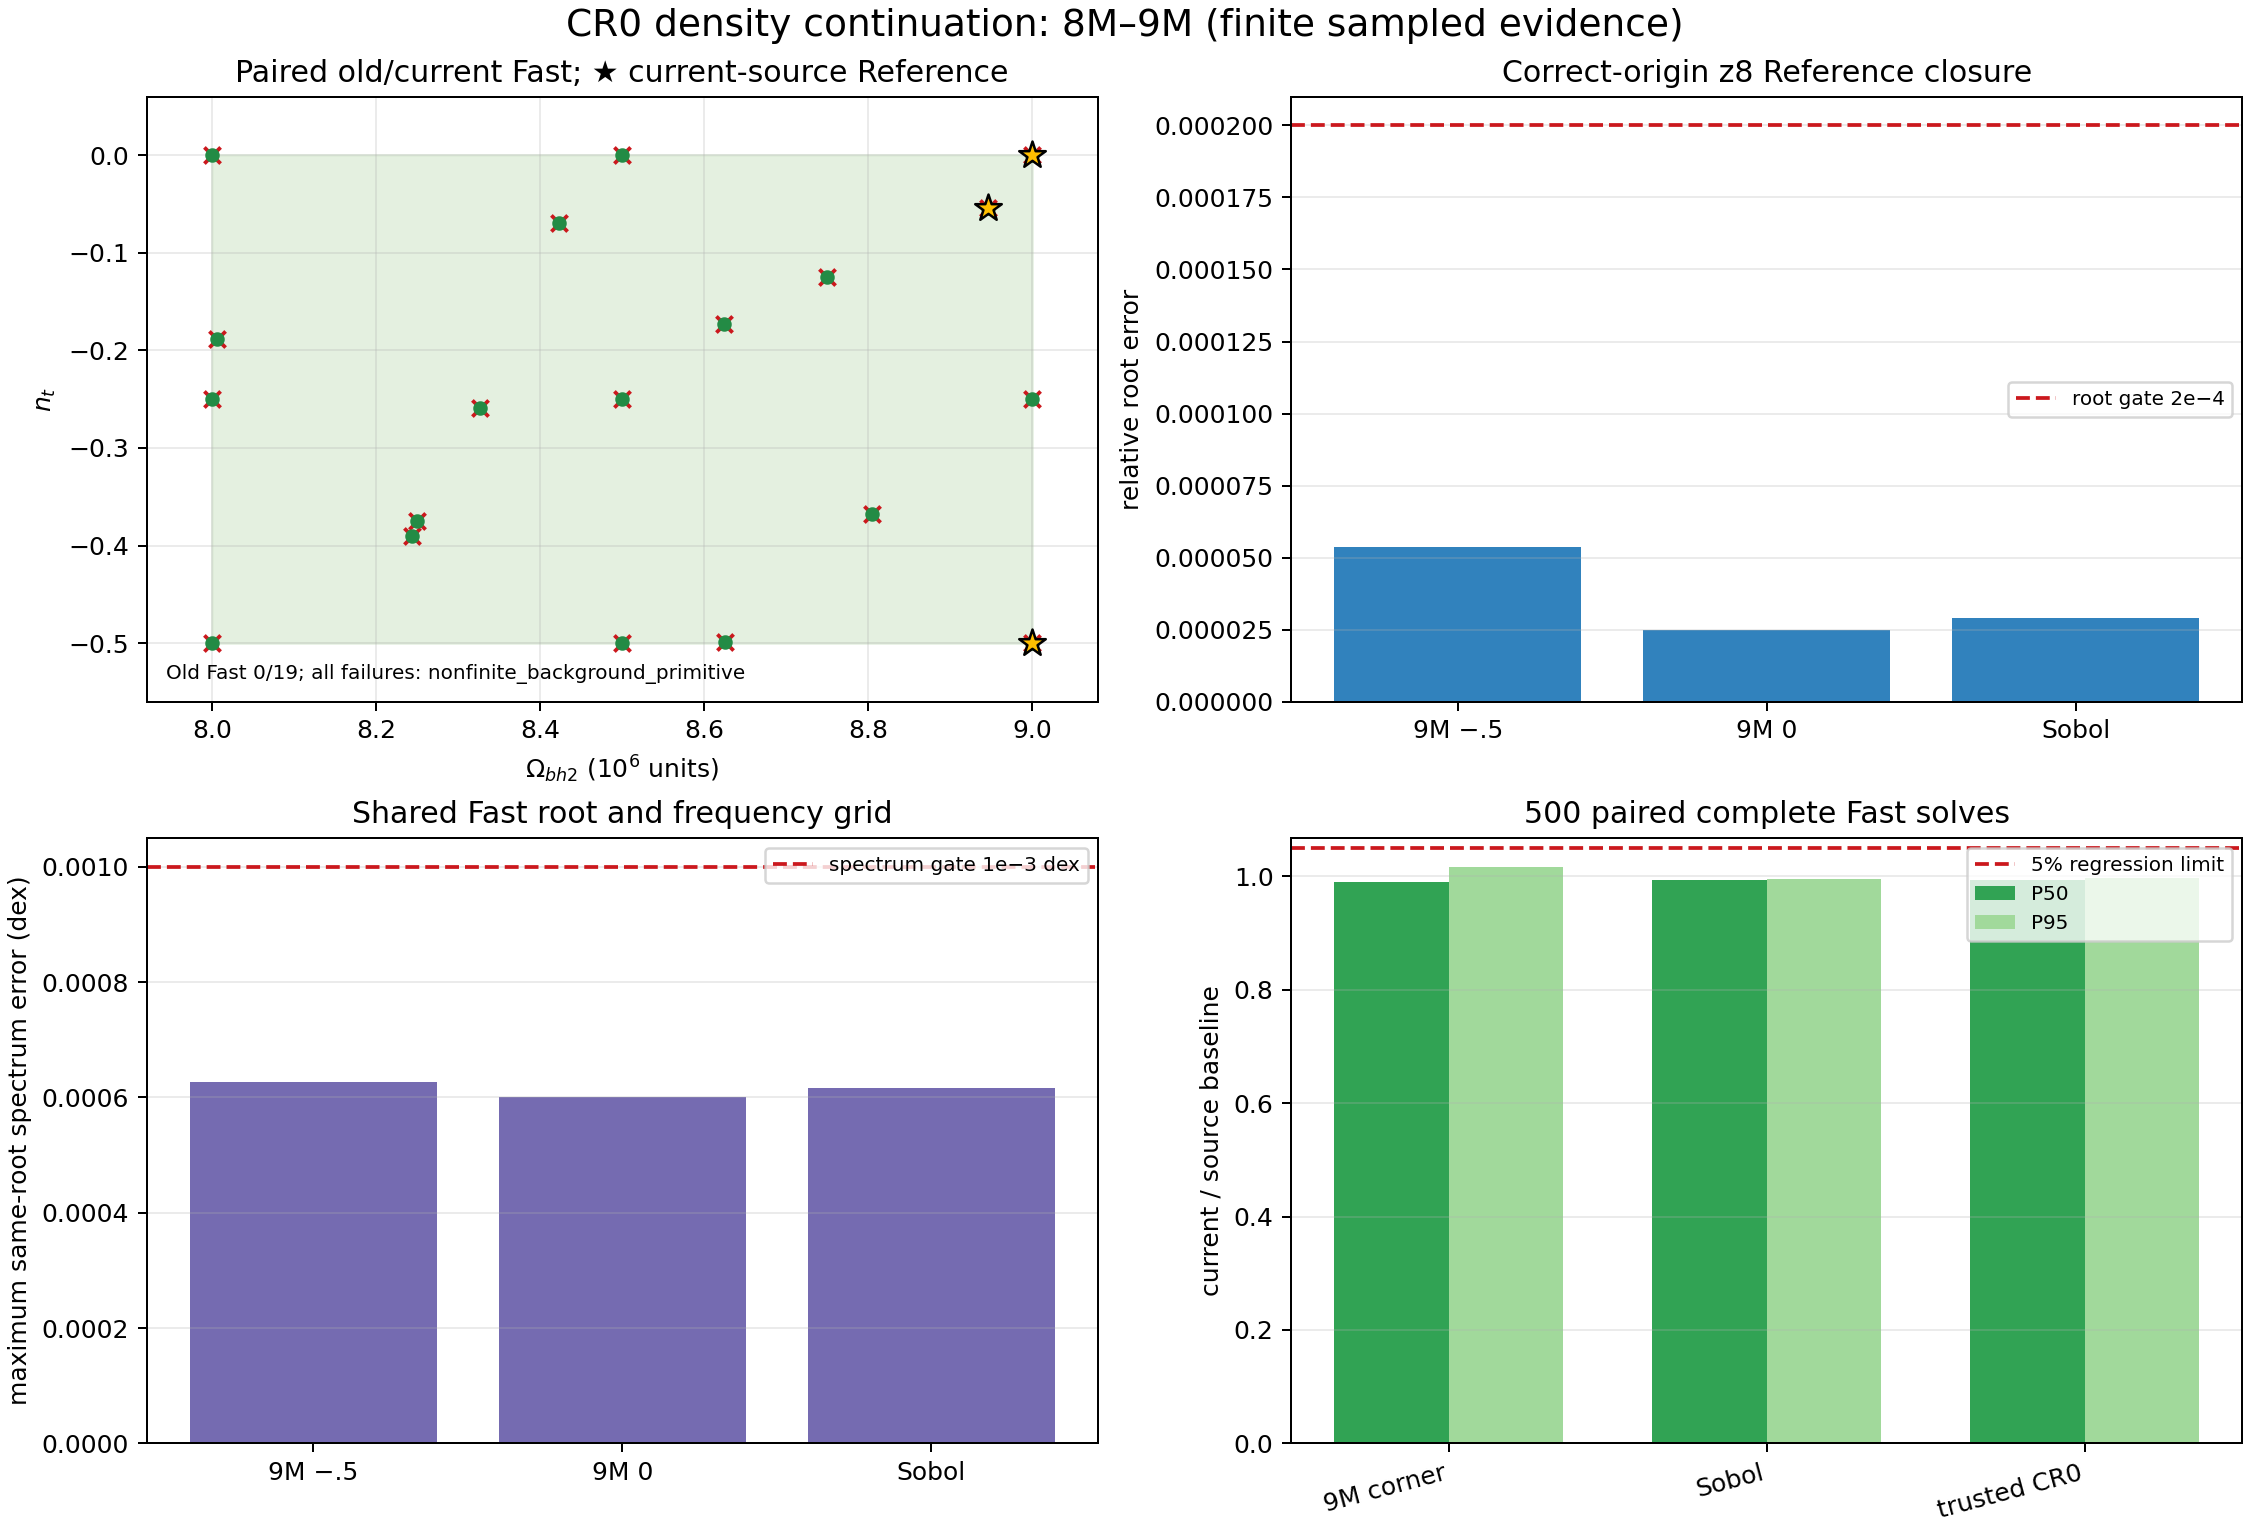 CR0 density continuation: 8M–9M (finite sampled evidence)
Paired old/current Fast; ★ current-source Reference
0.0
−0.1
−0.2
−0.3
−0.4
−0.5
n_t
Old Fast 0/19; all failures: nonfinite_background_primitive
8.0 8.2 8.4 8.6 8.8 9.0
Ω_bh2 (10^6 units)
Correct-origin z8 Reference closure
0.000200
0.000175
0.000150
0.000125
0.000100
0.000075
0.000050
0.000025
0.000000
relative root error
root gate 2e−4
9M −.5 9M 0 Sobol
Shared Fast root and frequency grid
0.0010
0.0008
0.0006
0.0004
0.0002
0.0000
maximum same-root spectrum error (dex)
spectrum gate 1e−3 dex
9M −.5 9M 0 Sobol
500 paired complete Fast solves
1.0
0.8
0.6
0.4
0.2
0.0
current / source baseline
5% regression limit
P50
P95
9M corner Sobol trusted CR0